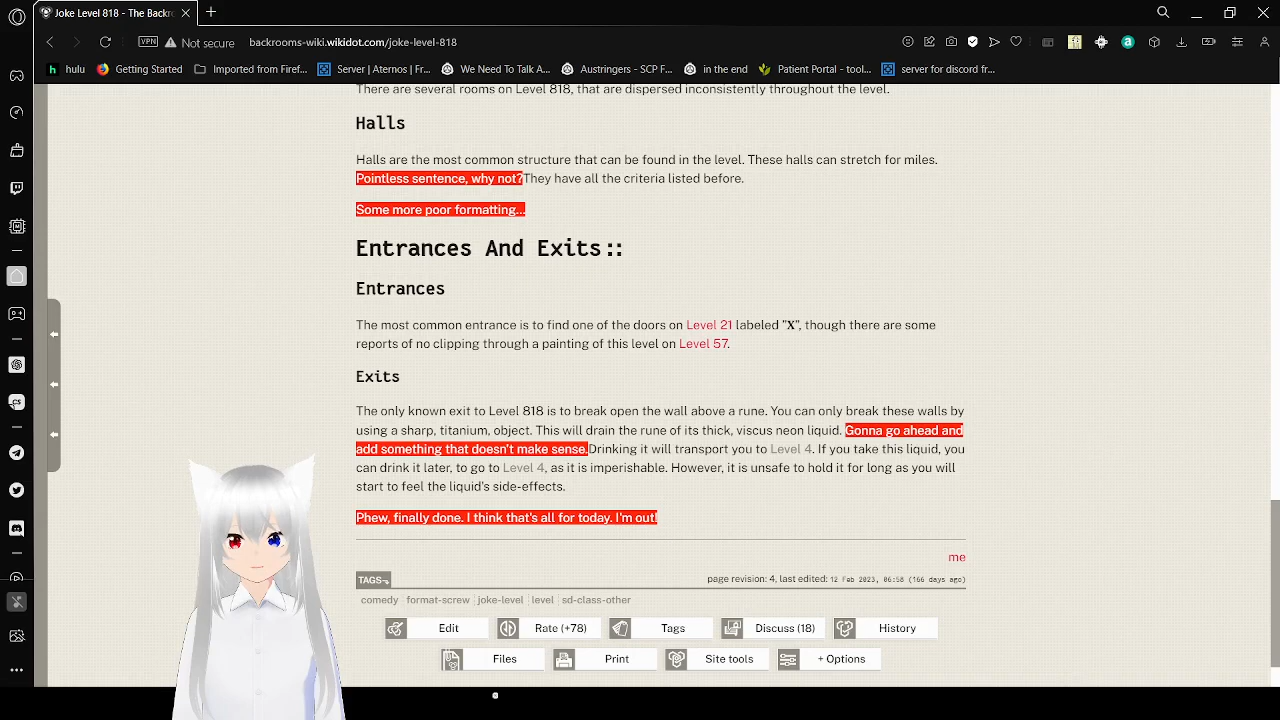 Joke Level 818 - The Backr
Not secure
VPN
backrooms-wiki.wikidot.com/joke-level-818
h hulu
Getting Started
Imported from Firef...
Server | Aternos | Fr...
We Need To Talk A...
Austringers - SCP F...
in the end
Patient Portal - tool...
server for discord fr...
There are several rooms on Level 818, that are dispersed inconsistently throughout the level.
Halls
Halls are the most common structure that can be found in the level. These halls can stretch for miles.
Pointless sentence, why not?They have all the criteria listed before.
Some more poor formatting...
Entrances And Exits::
Entrances
The most common entrance is to find one of the doors on Level 21 labeled "X", though there are some
reports of no clipping through a painting of this level on Level 57.
Exits
The only known exit to Level 818 is to break open the wall above a rune. You can only break these walls by
using a sharp, titanium, object. This will drain the rune of its thick, viscus neon liquid. Gonna go ahead and
add something that doesn't make sense.Drinking it will transport you to Level 4. If you take this liquid, you
can drink it later, to go to Level 4, as it is imperishable. However, it is unsafe to hold it for long as you will
start to feel the liquid's side-effects.
Phew, finally done. I think that's all for today. I'm out!
me
TAGS
page revision: 4, last edited: 12 Feb 2023, 06:58 (166 days ago)
comedy format-screw joke-level level sd-class-other
Edit
Rate (+78)
Tags
Discuss (18)
History
Files
Print
Site tools
+ Options